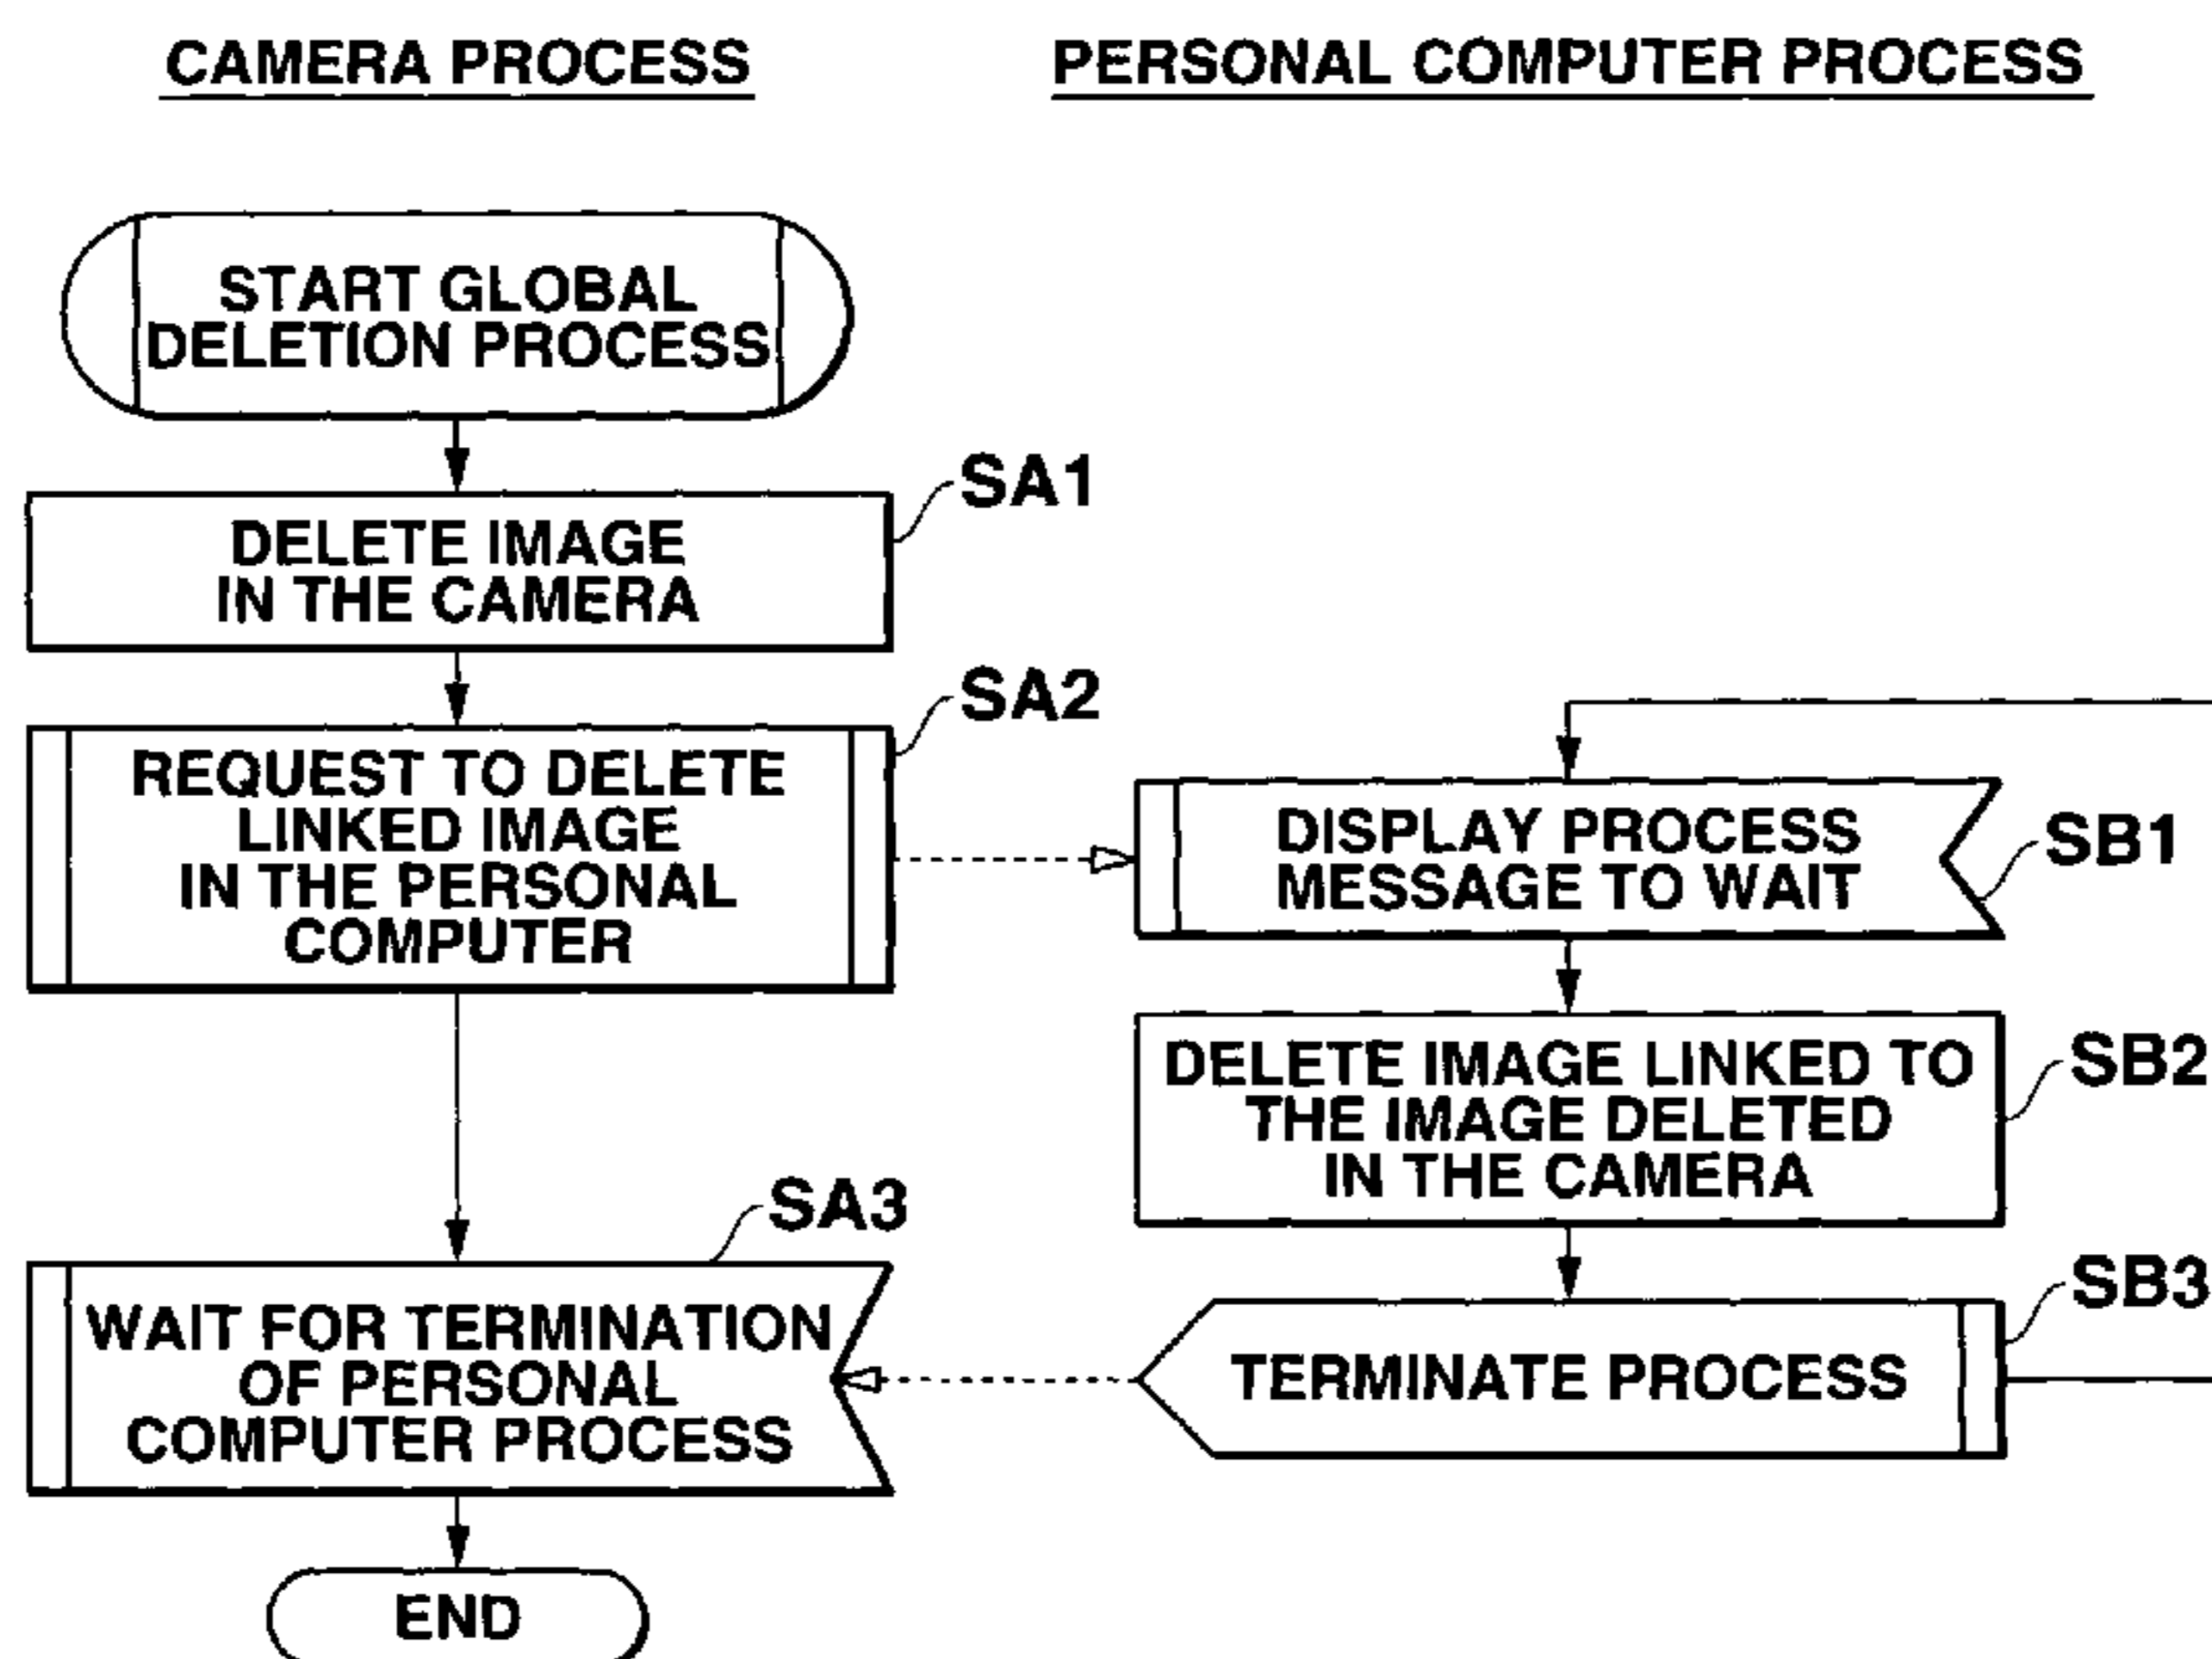 CAMERA PROCESS
START GLOBAL
DELETION PROCESS
SA1
DELETE IMAGE
IN THE CAMERA
SA2
REQUEST TO DELETE
LINKED IMAGE
IN THE PERSONAL
COMPUTER
SA3
WAIT FOR TERMINATION
OF PERSONAL
COMPUTER PROCESS
END
PERSONAL COMPUTER PROCESS
DISPLAY PROCESS
MESSAGE TO WAIT
SB1
DELETE IMAGE LINKED TO
THE IMAGE DELETED
IN THE CAMERA
SB2
SB3
TERMINATE PROCESS